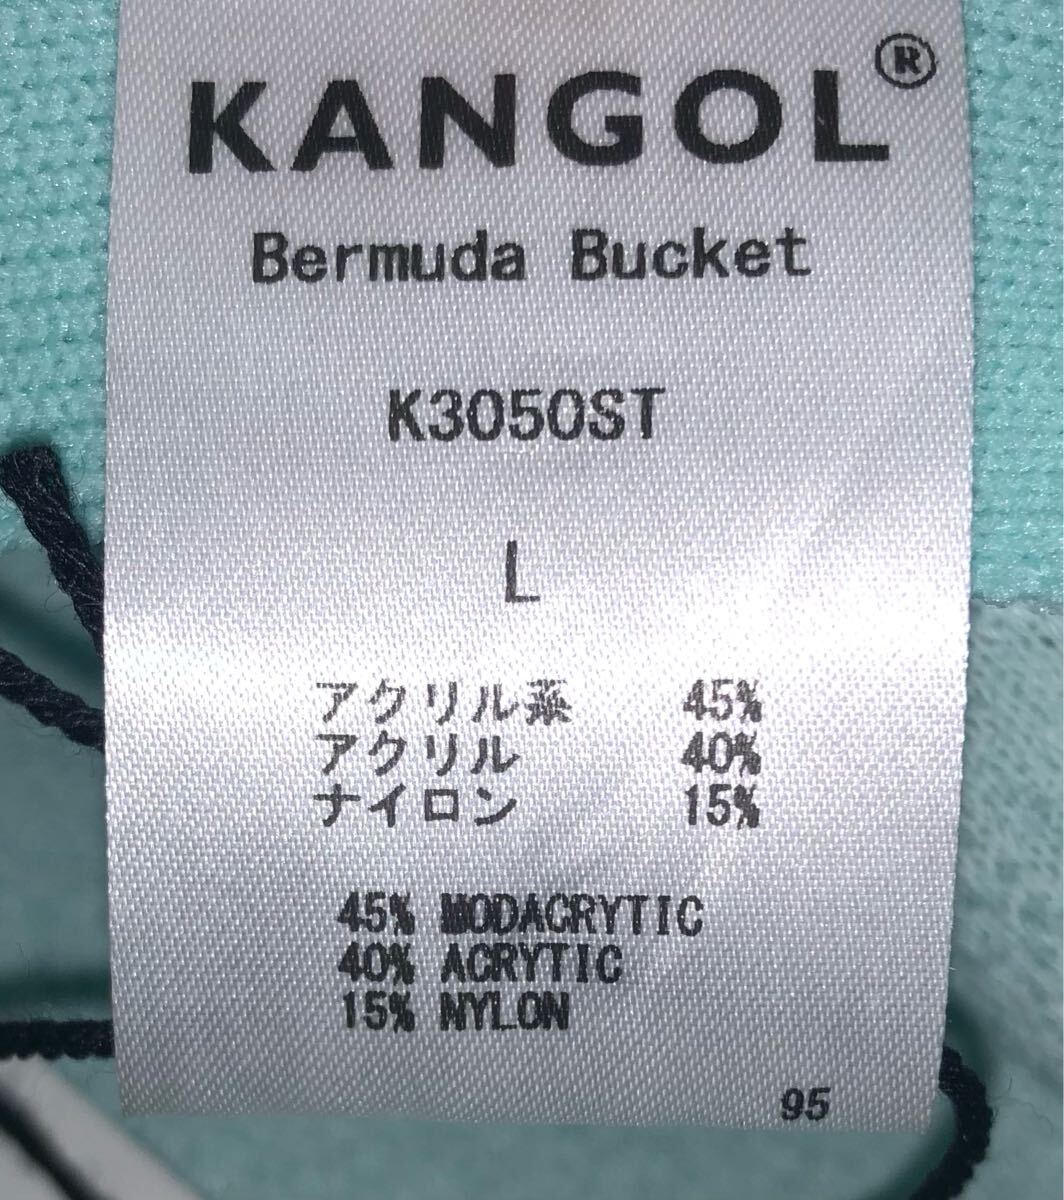 KANGOL®
Bermuda Bucket
K3050ST
L
アクリル系 45%
アクリル 40%
ナイロン 15%
45% MODACRYTIC
40% ACRYTIC
15% NYLON
95